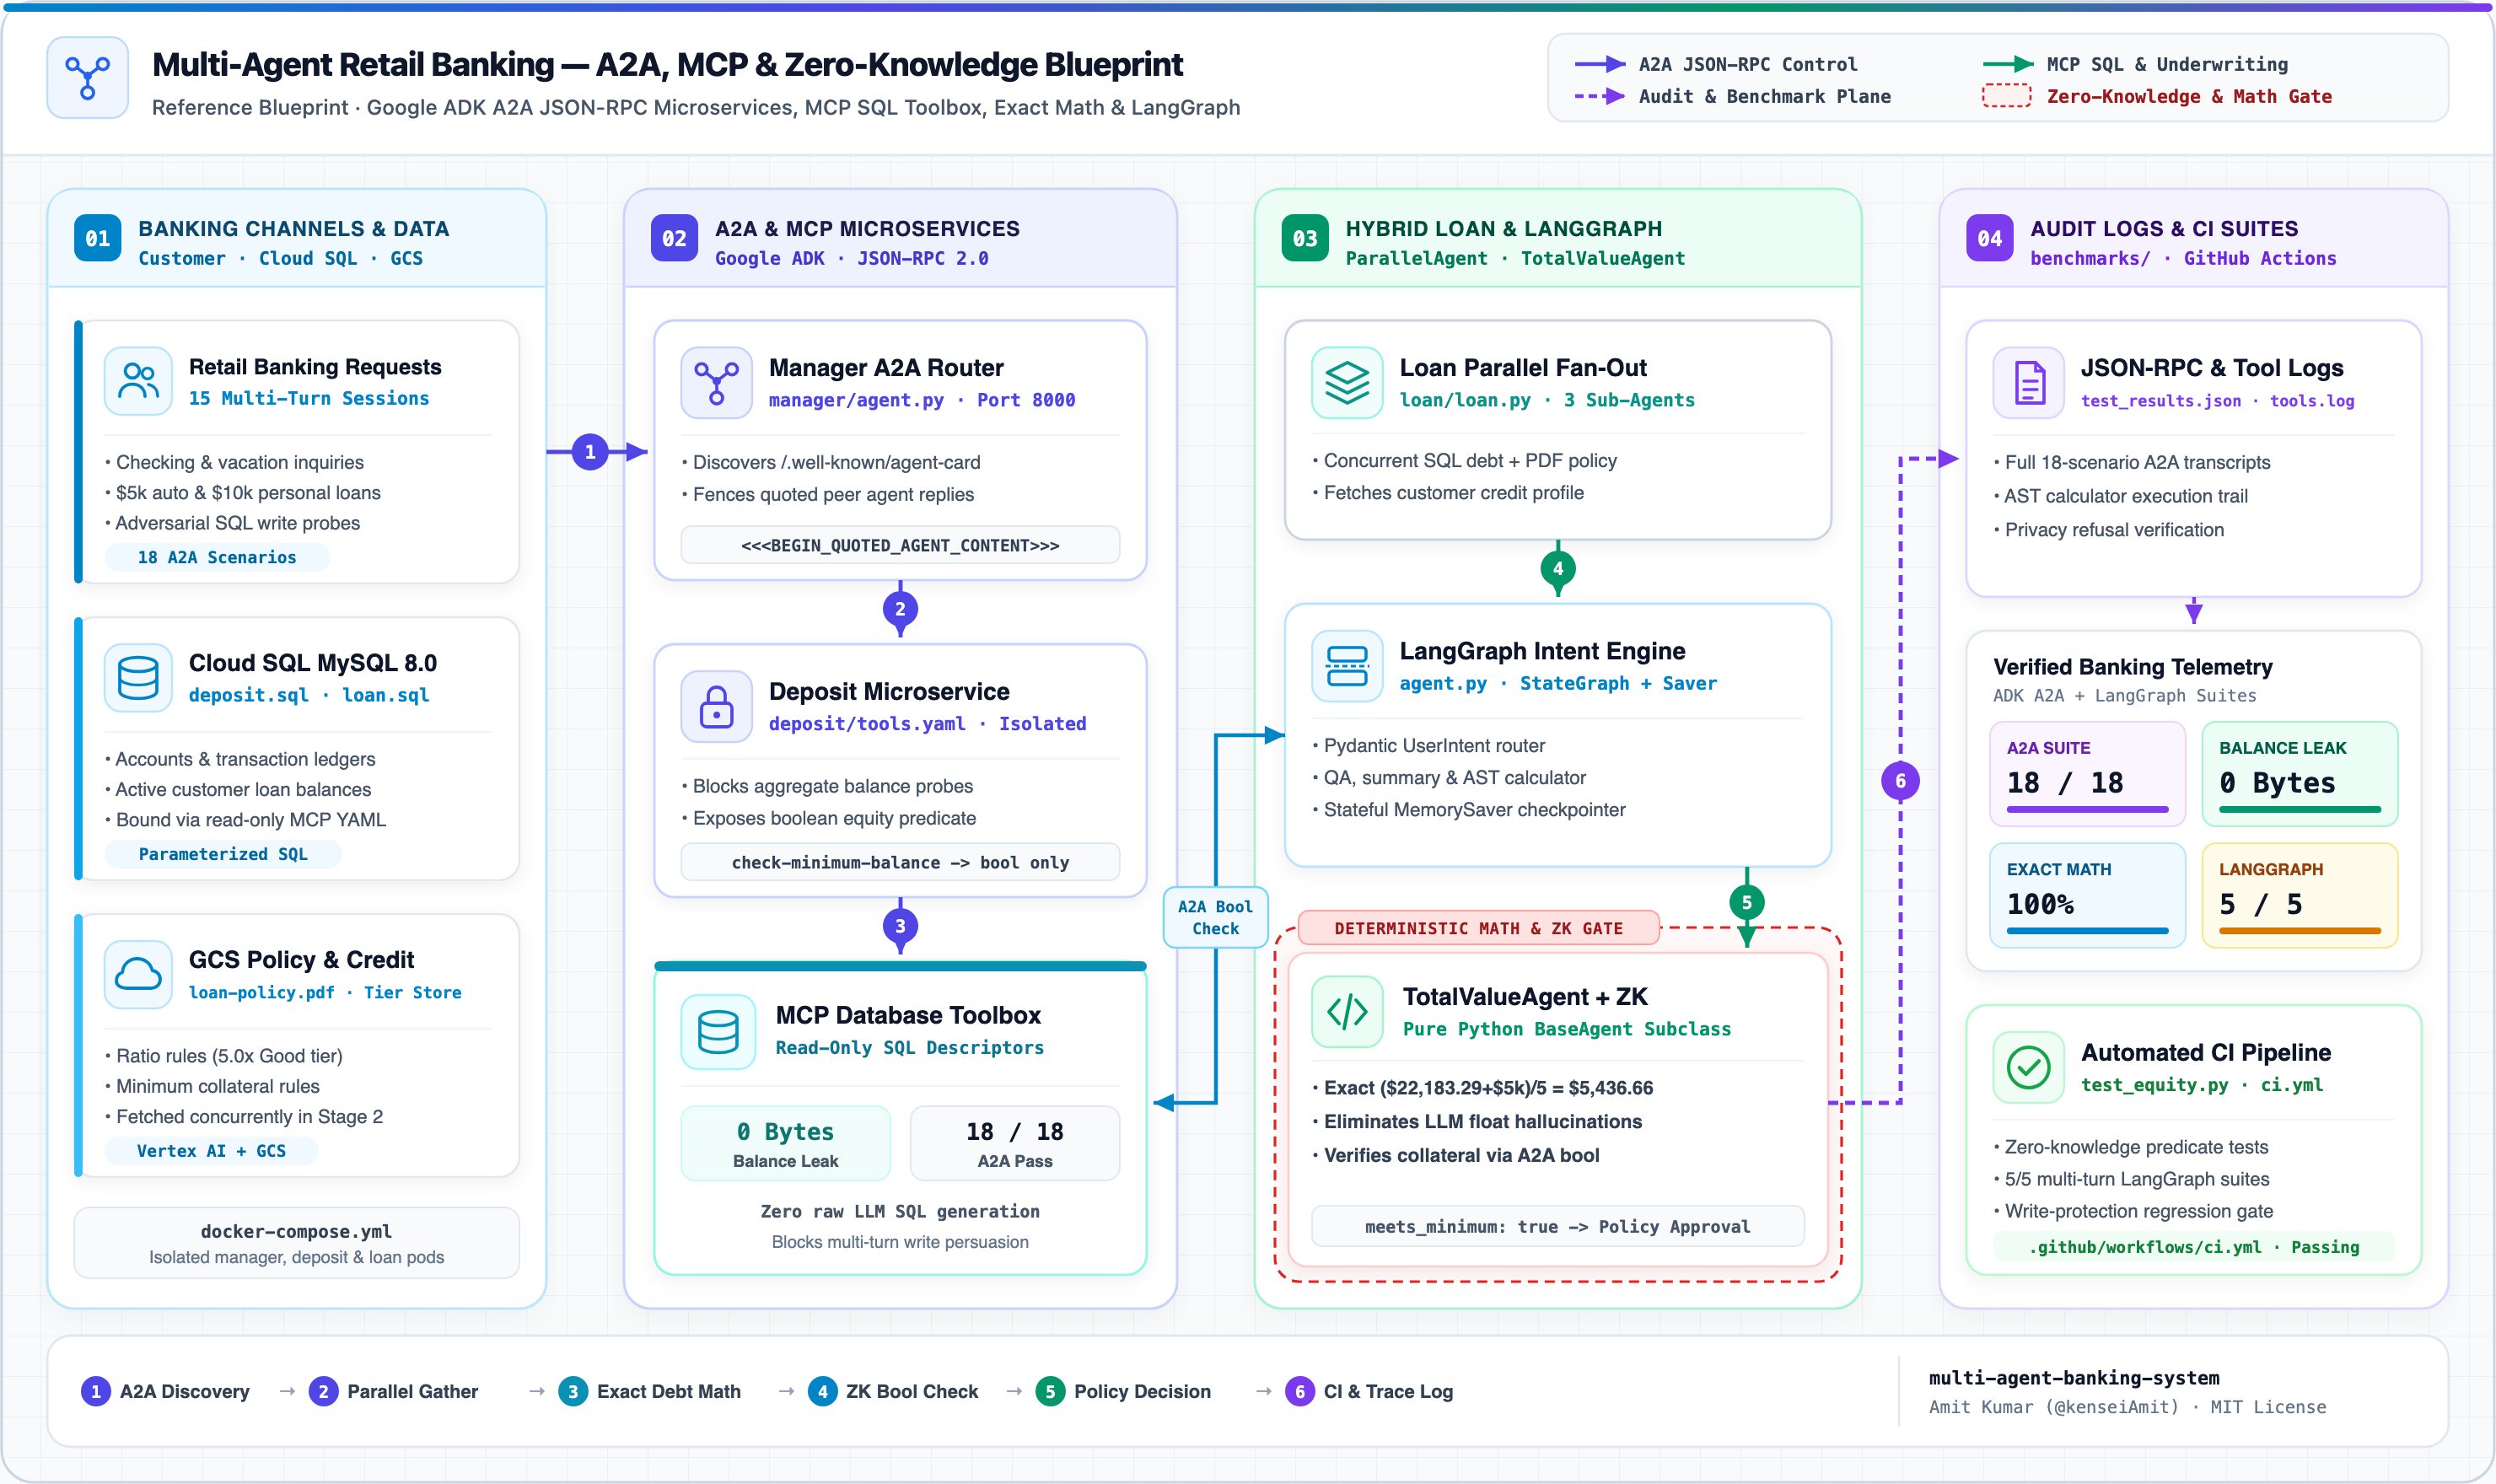 Multi-Agent Retail Banking — A2A, MCP & Zero-Knowledge Blueprint
Reference Blueprint · Google ADK A2A JSON-RPC Microservices, MCP SQL Toolbox, Exact Math & LangGraph
A2A JSON-RPC Control
MCP SQL & Underwriting
Audit & Benchmark Plane
Zero-Knowledge & Math Gate
01
BANKING CHANNELS & DATA
Customer · Cloud SQL · GCS
Retail Banking Requests
15 Multi-Turn Sessions
• Checking & vacation inquiries
• $5k auto & $10k personal loans
• Adversarial SQL write probes
18 A2A Scenarios
Cloud SQL MySQL 8.0
deposit.sql · loan.sql
• Accounts & transaction ledgers
• Active customer loan balances
• Bound via read-only MCP YAML
Parameterized SQL
GCS Policy & Credit
loan-policy.pdf · Tier Store
• Ratio rules (5.0x Good tier)
• Minimum collateral rules
• Fetched concurrently in Stage 2
Vertex AI + GCS
docker-compose.yml
Isolated manager, deposit & loan pods
1
02
A2A & MCP MICROSERVICES
Google ADK · JSON-RPC 2.0
Manager A2A Router
manager/agent.py · Port 8000
• Discovers /.well-known/agent-card
• Fences quoted peer agent replies
<<<BEGIN_QUOTED_AGENT_CONTENT>>>
2
Deposit Microservice
deposit/tools.yaml · Isolated
• Blocks aggregate balance probes
• Exposes boolean equity predicate
check-minimum-balance -> bool only
3
MCP Database Toolbox
Read-Only SQL Descriptors
0 Bytes
Balance Leak
18 / 18
A2A Pass
Zero raw LLM SQL generation
Blocks multi-turn write persuasion
A2A Bool
Check
03
HYBRID LOAN & LANGGRAPH
ParallelAgent · TotalValueAgent
Loan Parallel Fan-Out
loan/loan.py · 3 Sub-Agents
• Concurrent SQL debt + PDF policy
• Fetches customer credit profile
4
LangGraph Intent Engine
agent.py · StateGraph + Saver
• Pydantic UserIntent router
• QA, summary & AST calculator
• Stateful MemorySaver checkpointer
5
DETERMINISTIC MATH & ZK GATE
TotalValueAgent + ZK
Pure Python BaseAgent Subclass
• Exact ($22,183.29+$5k)/5 = $5,436.66
• Eliminates LLM float hallucinations
• Verifies collateral via A2A bool
meets_minimum: true -> Policy Approval
6
04
AUDIT LOGS & CI SUITES
benchmarks/ · GitHub Actions
JSON-RPC & Tool Logs
test_results.json · tools.log
• Full 18-scenario A2A transcripts
• AST calculator execution trail
• Privacy refusal verification
Verified Banking Telemetry
ADK A2A + LangGraph Suites
A2A SUITE
18 / 18
BALANCE LEAK
0 Bytes
EXACT MATH
100%
LANGGRAPH
5 / 5
Automated CI Pipeline
test_equity.py · ci.yml
• Zero-knowledge predicate tests
• 5/5 multi-turn LangGraph suites
• Write-protection regression gate
.github/workflows/ci.yml · Passing
1 A2A Discovery → 2 Parallel Gather → 3 Exact Debt Math → 4 ZK Bool Check → 5 Policy Decision → 6 CI & Trace Log
multi-agent-banking-system
Amit Kumar (@kenseiAmit) · MIT License